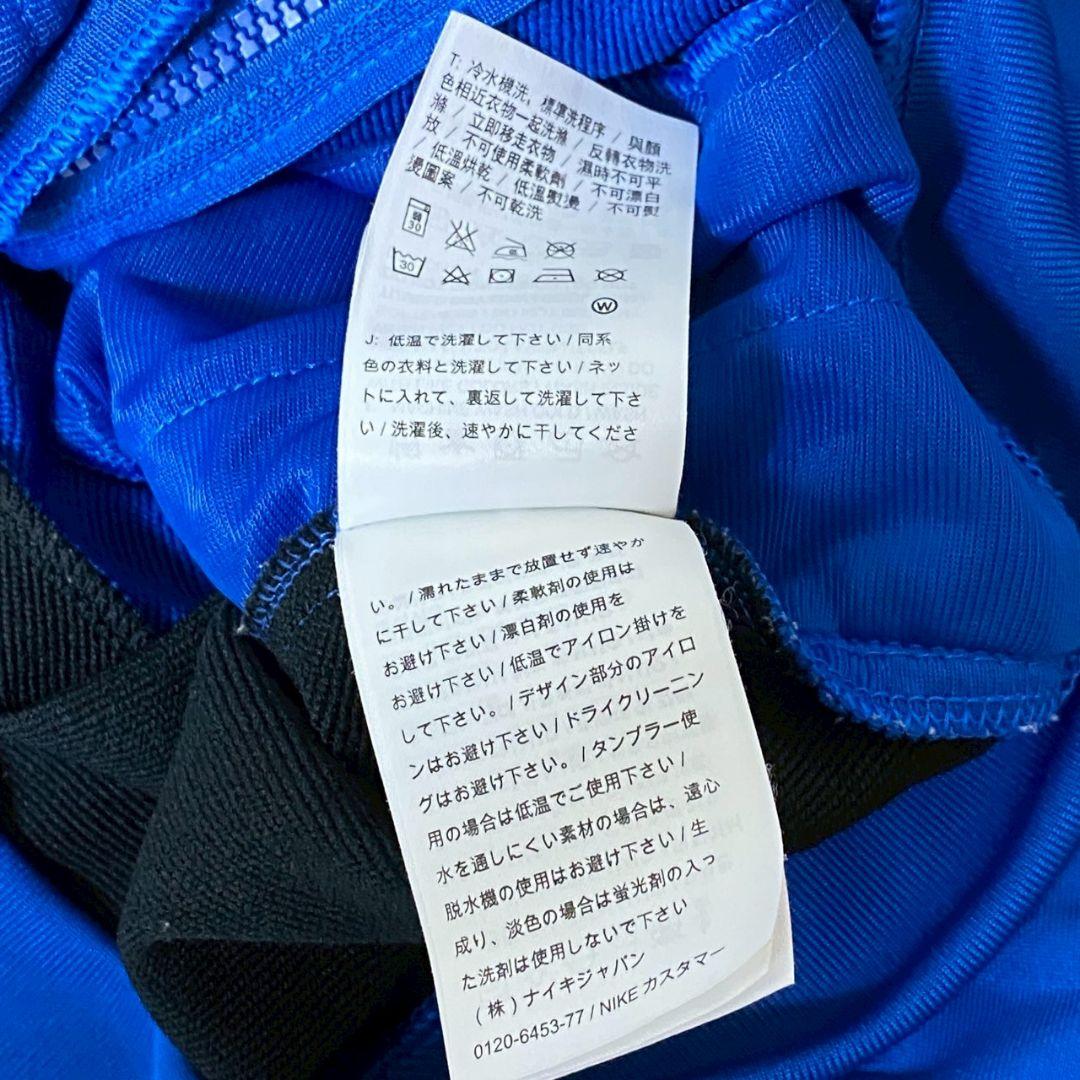 T: 冷水機洗、標準洗程序 / 與顏
色相近衣物一起洗滌 / 反轉衣物洗
滌 / 立即移走衣物 / 濕時不可平
放 / 不可使用柔軟劑 / 不可漂白
/ 低溫烘乾 / 低溫熨燙 / 不可熨
燙圖案 / 不可乾洗
弱
30
30
W
J: 低温で洗濯して下さい / 同系
色の衣料と洗濯して下さい / ネッ
トに入れて、裏返して洗濯して下さ
い / 洗濯後、速やかに干してくださ
い。 / 濡れたままで放置せず速やか
に干して下さい / 柔軟剤の使用は
お避け下さい / 漂白剤の使用を
お避け下さい / 低温でアイロン掛けを
して下さい。 / デザイン部分のアイロ
ンはお避け下さい / ドライクリーニン
グはお避け下さい。 / タンブラー使
用の場合は低温でご使用下さい /
水を通しにくい素材の場合は、遠心
脱水機の使用はお避け下さい / 生
成り、淡色の場合は蛍光剤の入っ
た洗剤は使用しないで下さい
(株) ナイキジャパン
0120-6453-77 / NIKE カスタマー